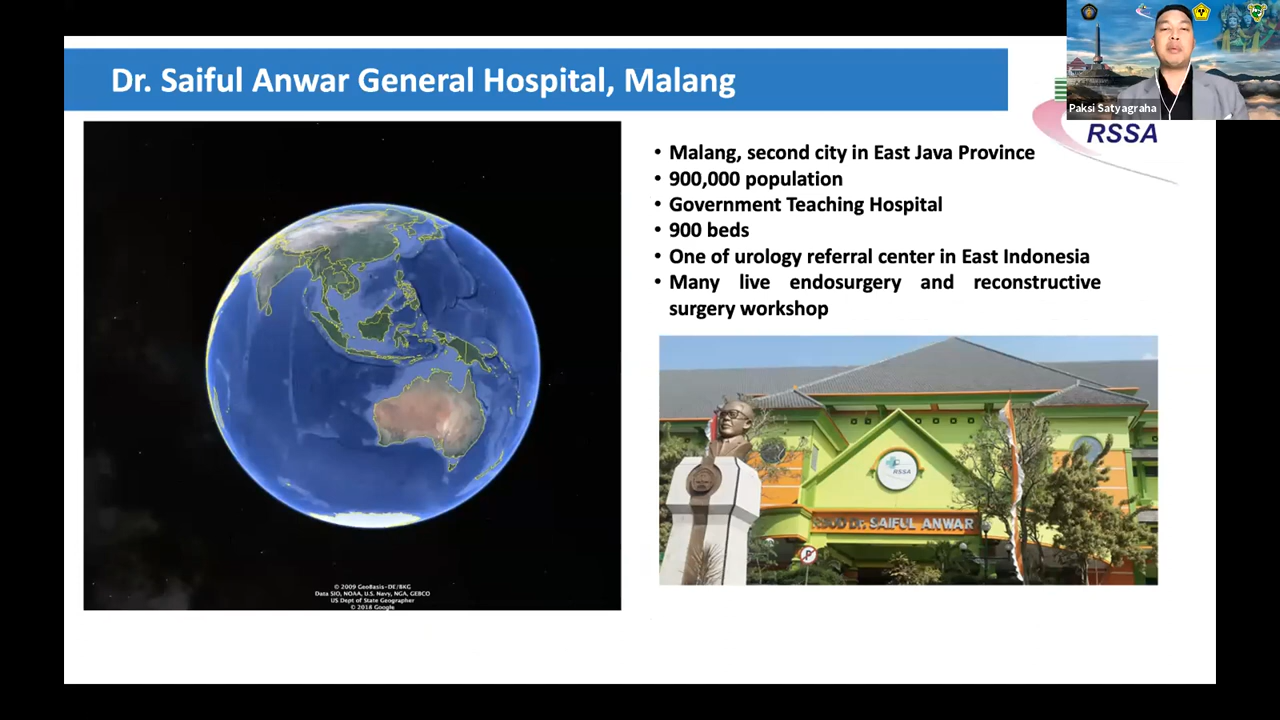 Dr. Saiful Anwar General Hospital, Malang
Paksi Satyagraha
RSSA
• Malang, second city in East Java Province
• 900,000 population
• Government Teaching Hospital
• 900 beds
• One of urology referral center in East Indonesia
• Many live endosurgery and reconstructive
surgery workshop
RSSA
RSUD Dr. SAIFUL ANWAR
P
© 2009 GeoBasis-DE/BKG
Data SIO, NOAA, U.S. Navy, NGA, GEBCO
US Dept of State Geographer
© 2018 Google